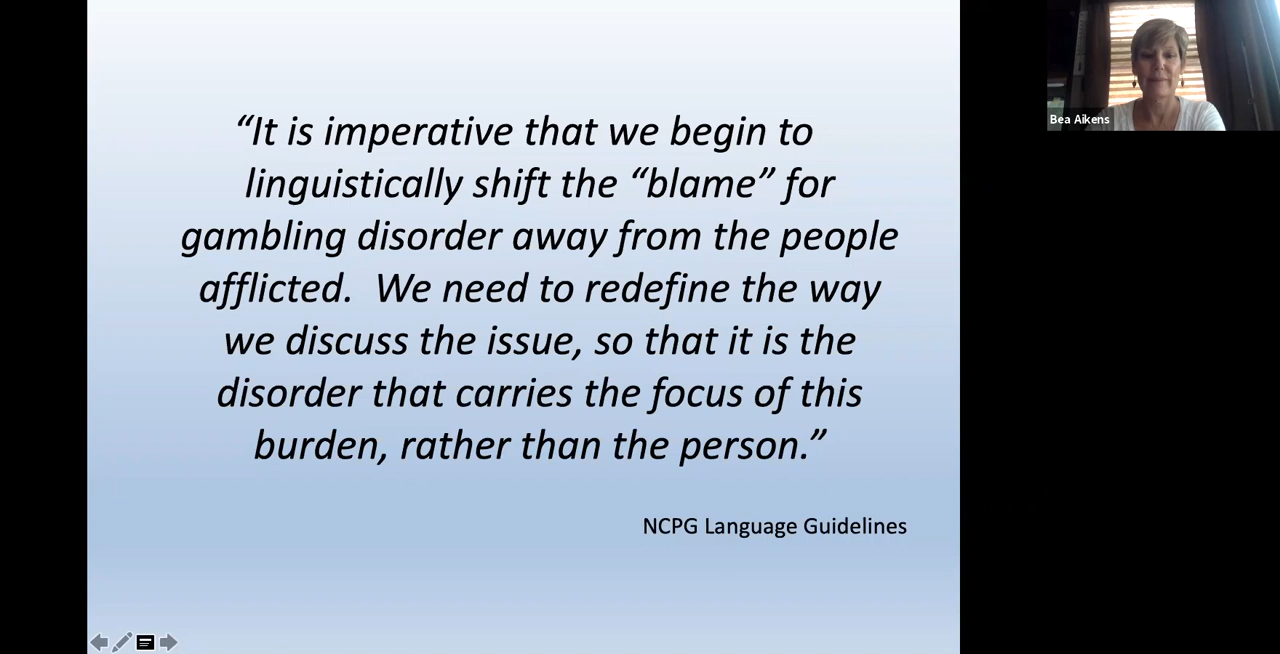 “It is imperative that we begin to
linguistically shift the “blame” for
gambling disorder away from the people
afflicted.  We need to redefine the way
we discuss the issue, so that it is the
disorder that carries the focus of this
burden, rather than the person.”
NCPG Language Guidelines
Bea Aikens